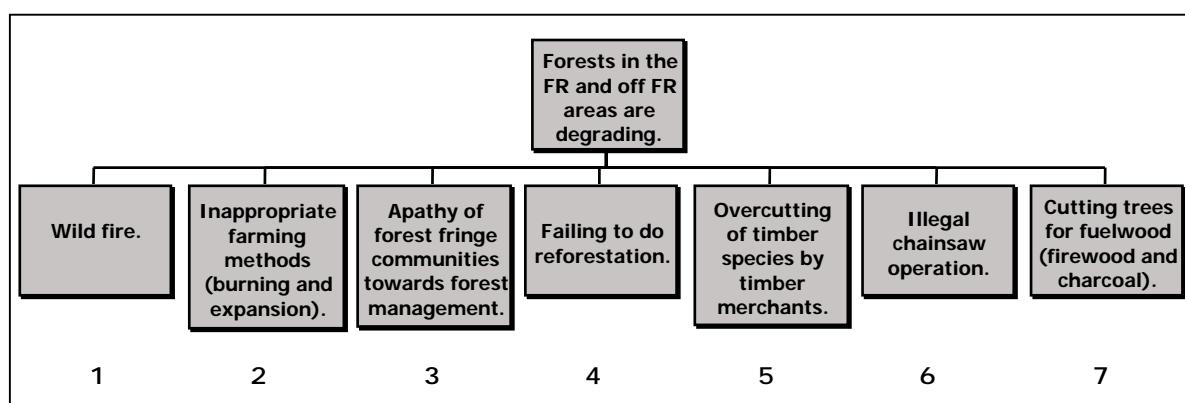 Forests in the
FR and off FR
areas are
degrading.
Wild fire.
Inappropriate
farming
methods
(burning and
expansion).
Apathy of
forest fringe
communities
towards forest
management.
Failing to do
reforestation.
Overcutting
of timber
species by
timber
merchants.
Illegal
chainsaw
operation.
Cutting trees
for fuelwood
(firewood and
charcoal).
1 2 3 4 5 6 7